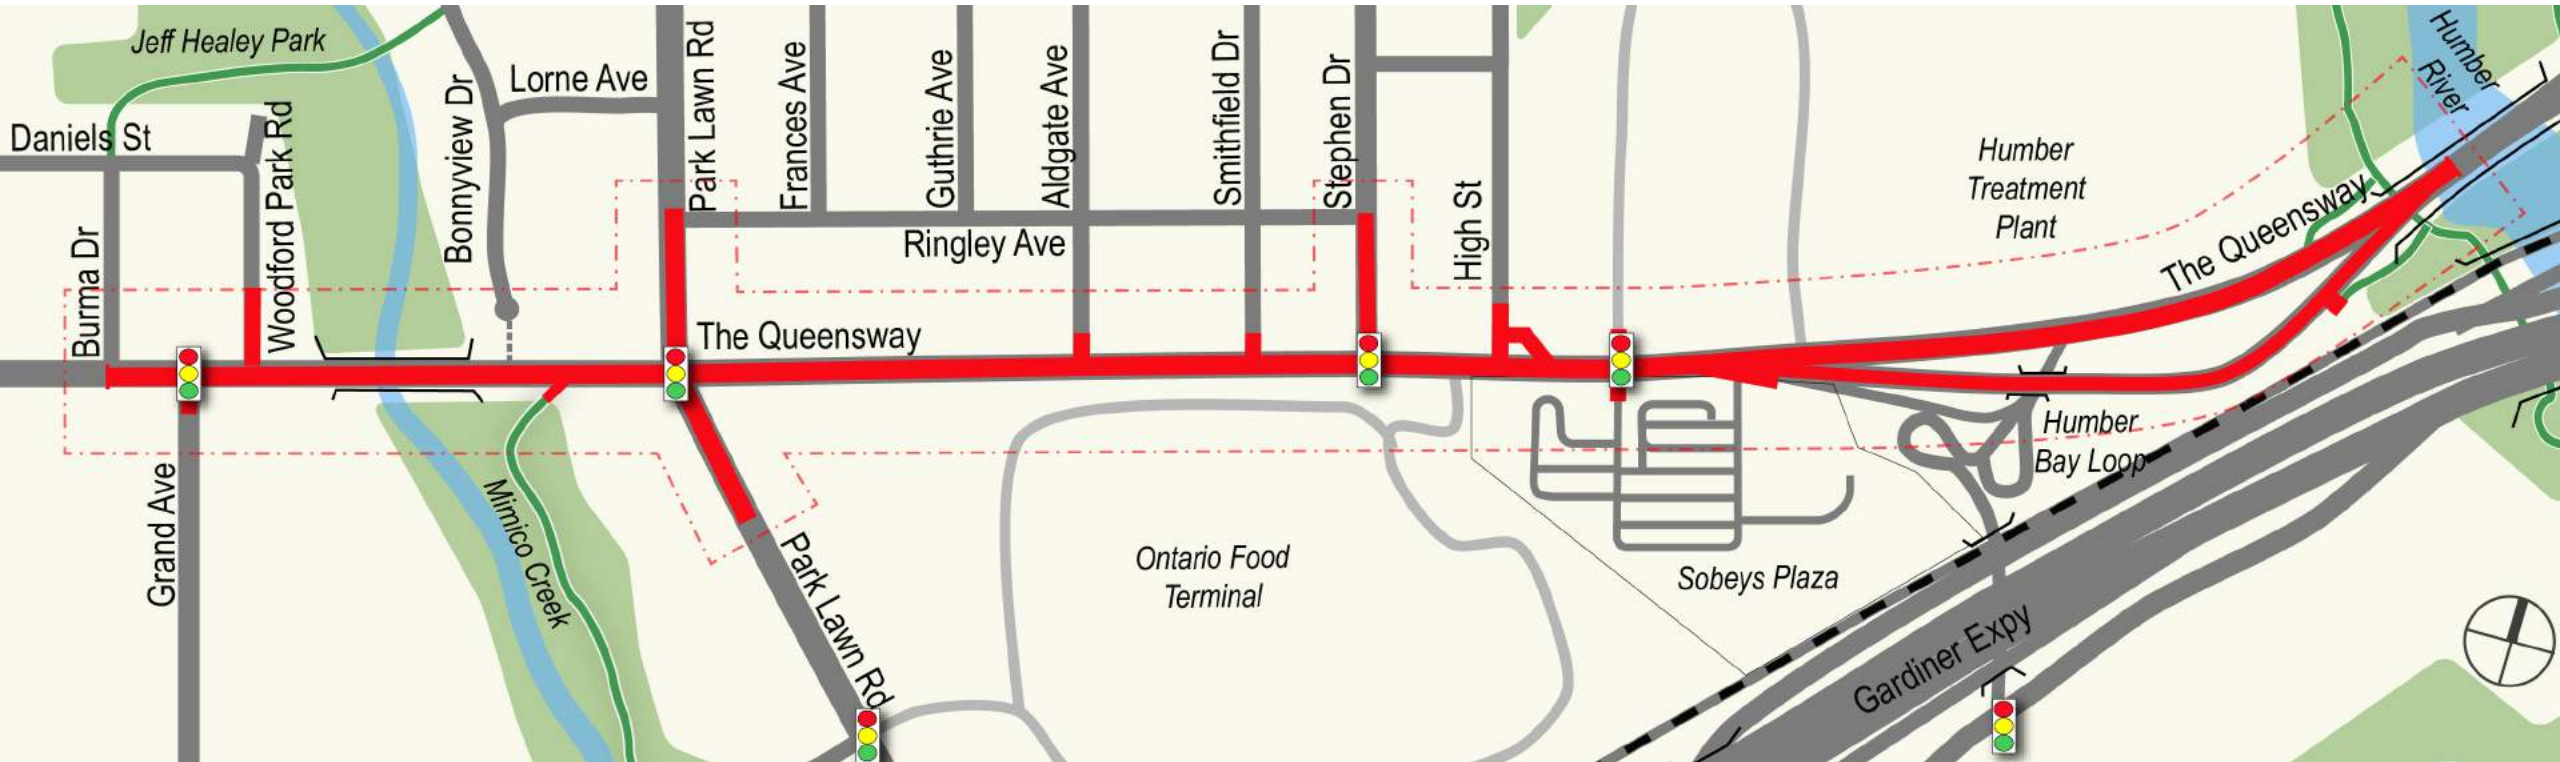 Jeff Healey Park
Daniels St
Burma Dr
Woodford Park Rd
Bonnyview Dr
Lorne Ave
Park Lawn Rd
Frances Ave
Guthrie Ave
Aldgate Ave
Smithfield Dr
Stephen Dr
High St
Ringley Ave
The Queensway
Humber
Treatment
Plant
The Queensway
Humber
River
Humber
Bay Loop
Grand Ave
Mimico Creek
Park Lawn Rd
Ontario Food
Terminal
Sobeys Plaza
Gardiner Expy